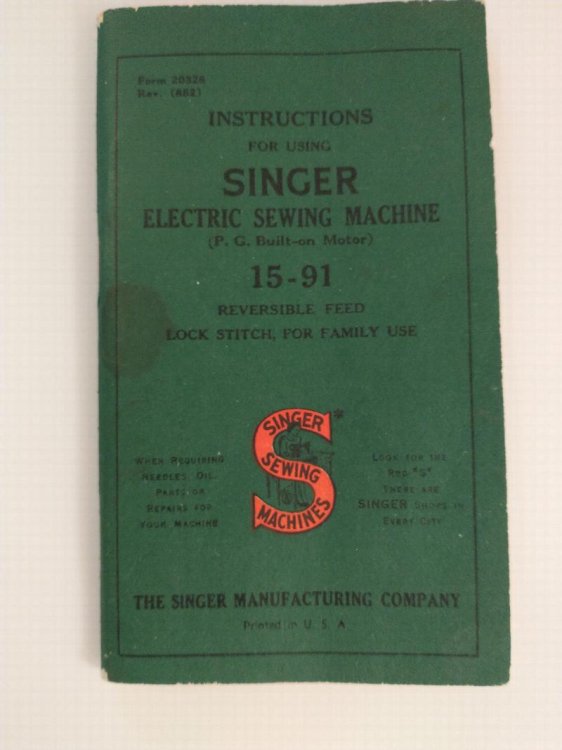 Form 20326
Rev. (852)
INSTRUCTIONS
FOR USING
SINGER
ELECTRIC SEWING MACHINE
(P. G. Built-on Motor)
15-91
REVERSIBLE FEED
LOCK STITCH, FOR FAMILY USE
SINGER*
SEWING
MACHINES
WHEN REQUIRING
NEEDLES, OIL,
PARTS OR
REPAIRS FOR
YOUR MACHINE
LOOK FOR THE
RED "S"
THERE ARE
SINGER SHOPS IN
EVERY CITY
THE SINGER MANUFACTURING COMPANY
Printed in U. S. A.